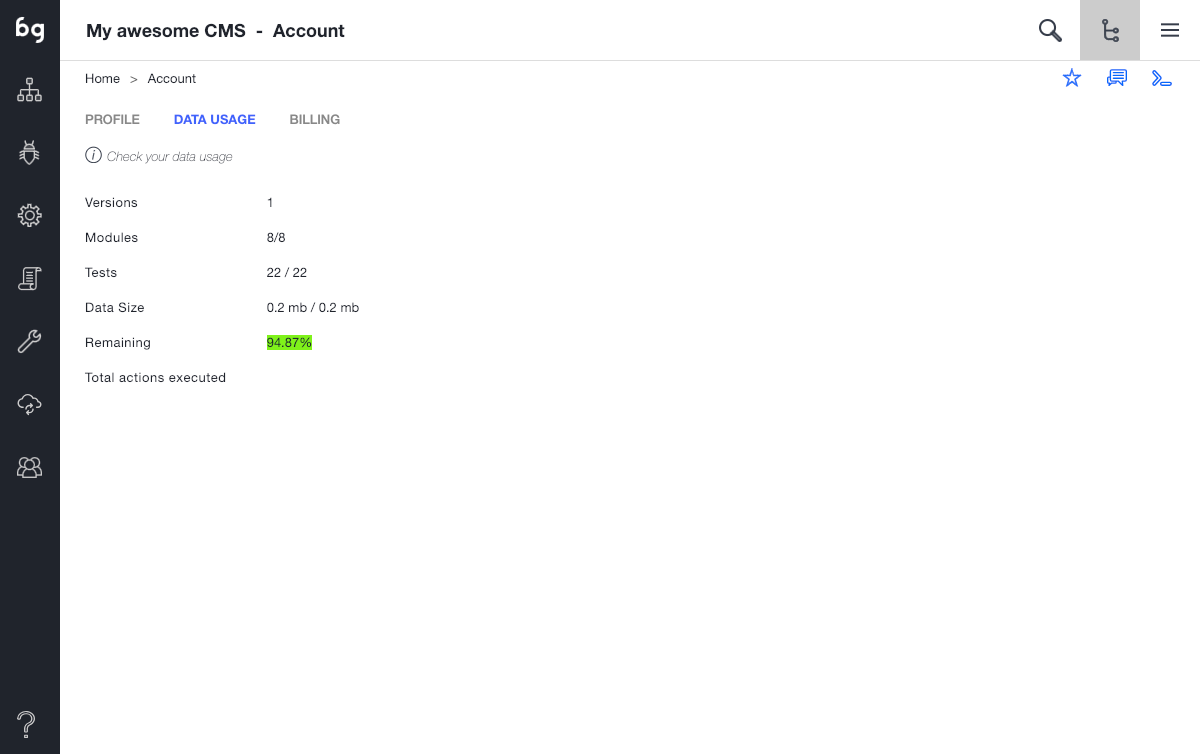 bg
My awesome CMS - Account
Home > Account
PROFILE DATA USAGE BILLING
i Check your data usage
Versions 1
Modules 8/8
Tests 22 / 22
Data Size 0.2 mb / 0.2 mb
Remaining 94.87%
Total actions executed
?